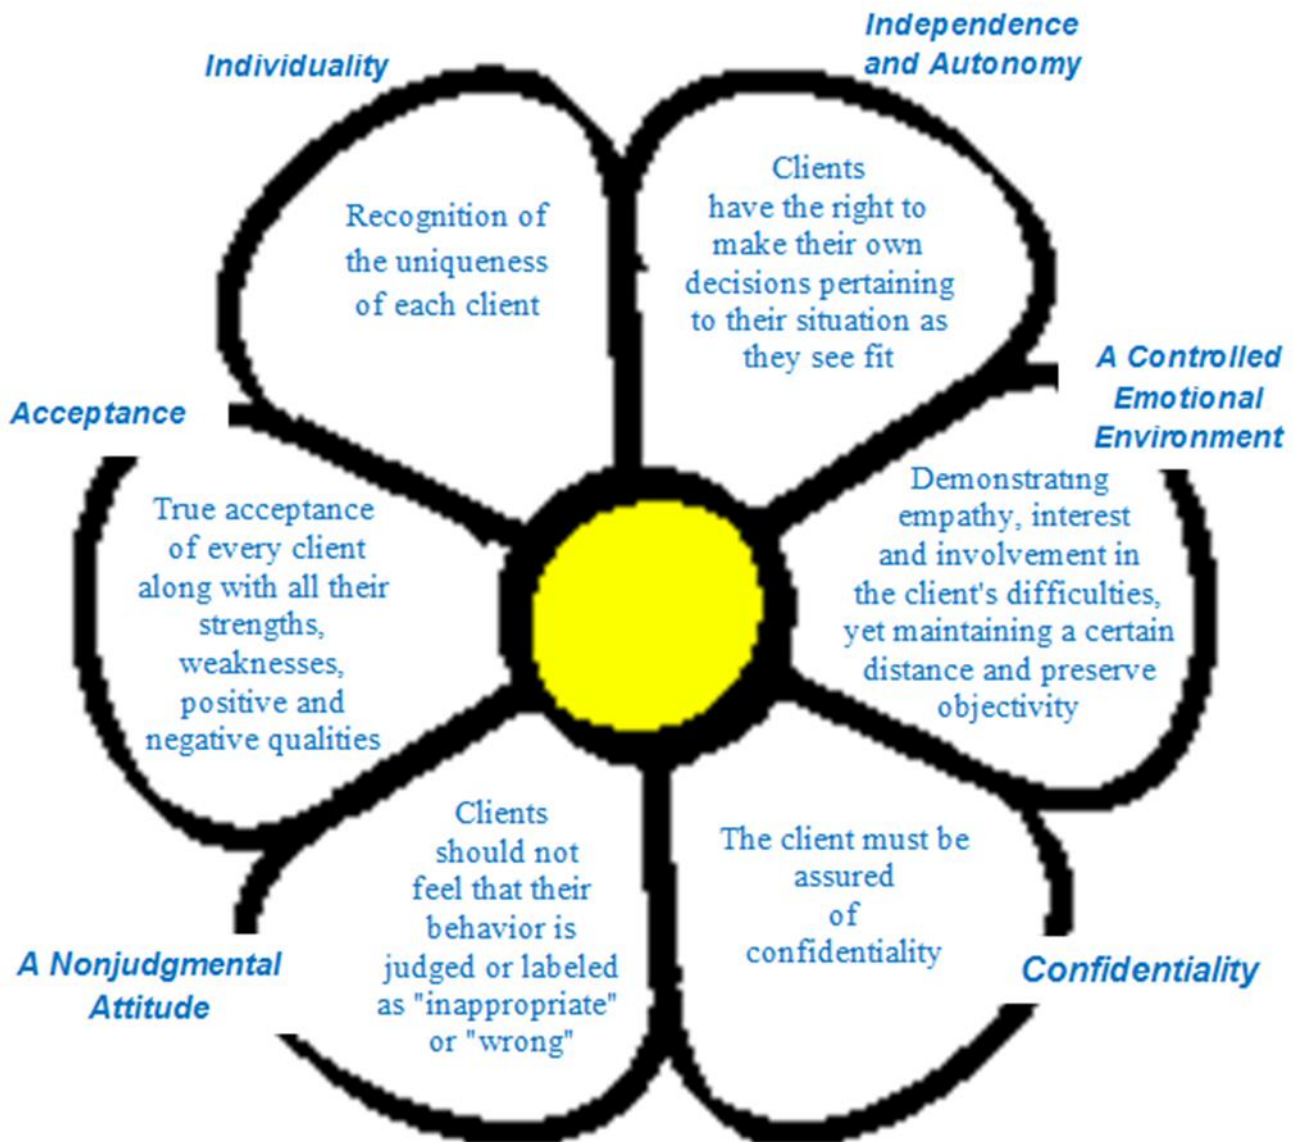 Individuality
Recognition of
the uniqueness
of each client
Independence
and Autonomy
Clients
have the right to
make their own
decisions pertaining
to their situation as
they see fit
A Controlled
Emotional
Environment
Demonstrating
empathy, interest
and involvement in
the client's difficulties,
yet maintaining a certain
distance and preserve
objectivity
Confidentiality
The client must be
assured
of
confidentiality
A Nonjudgmental
Attitude
Clients
should not
feel that their
behavior is
judged or labeled
as "inappropriate"
or "wrong"
Acceptance
True acceptance
of every client
along with all their
strengths,
weaknesses,
positive and
negative qualities